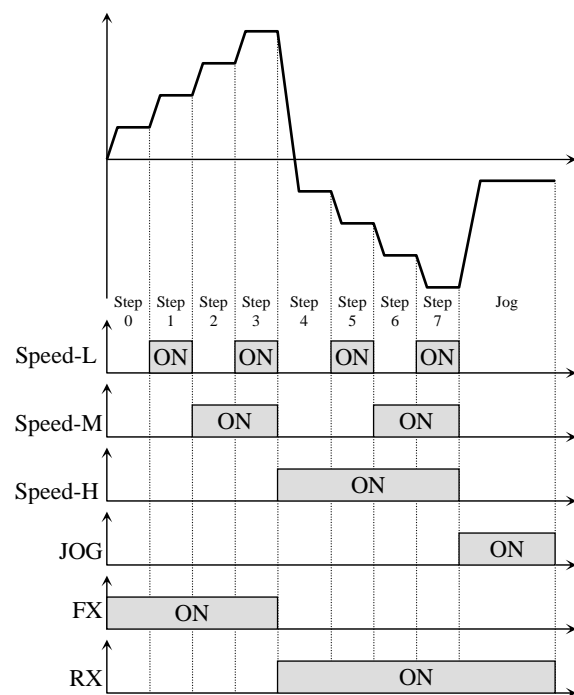 Step Step Step Step Step Step Step Step Jog
0 1 2 3 4 5 6 7
Speed-L ON ON ON ON
Speed-M ON ON
Speed-H ON
JOG ON
FX ON
RX ON